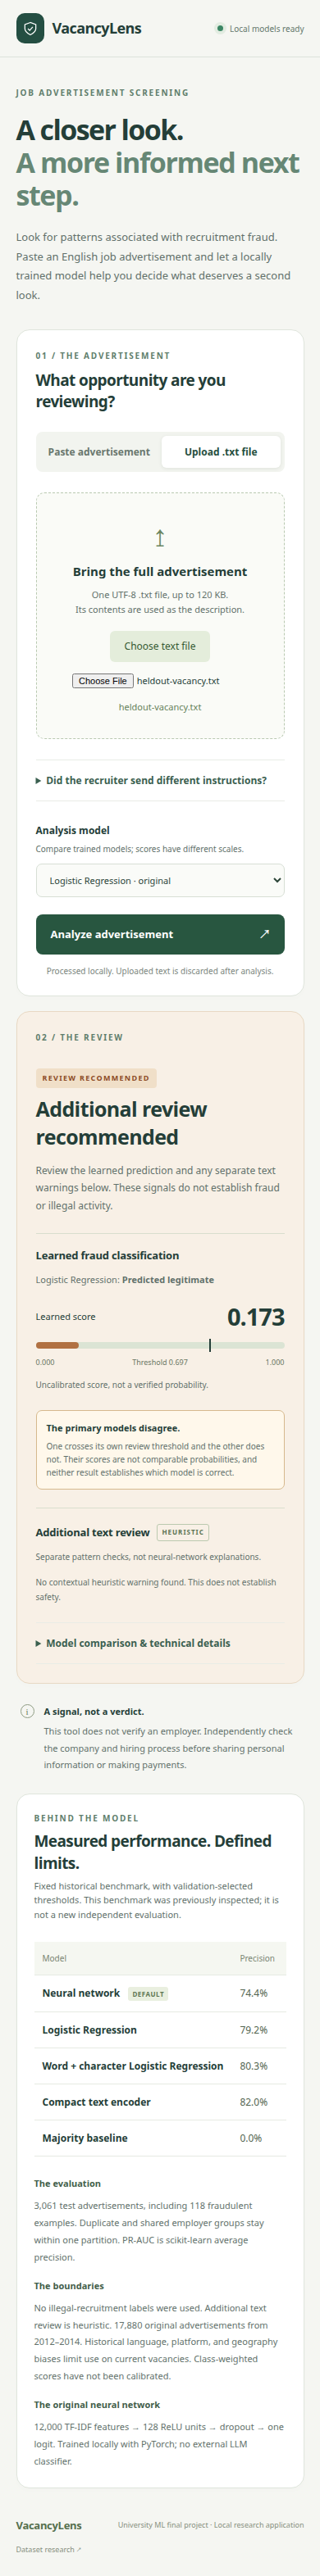 VacancyLens
Local models ready
JOB ADVERTISEMENT SCREENING
A closer look.
A more informed next
step.
Look for patterns associated with recruitment fraud.
Paste an English job advertisement and let a locally
trained model help you decide what deserves a second
look.
01 / THE ADVERTISEMENT
What opportunity are you
reviewing?
Paste advertisement
Upload .txt file
↥
Bring the full advertisement
One UTF-8 .txt file, up to 120 KB.
Its contents are used as the description.
Choose text file
Choose File heldout-vacancy.txt
heldout-vacancy.txt
▶ Did the recruiter send different instructions?
Analysis model
Compare trained models; scores have different scales.
Logistic Regression · original
Analyze advertisement ↗
Processed locally. Uploaded text is discarded after analysis.
02 / THE REVIEW
REVIEW RECOMMENDED
Additional review
recommended
Review the learned prediction and any separate text
warnings below. These signals do not establish fraud
or illegal activity.
Learned fraud classification
Logistic Regression: Predicted legitimate
Learned score 0.173
0.000 Threshold 0.697 1.000
Uncalibrated score, not a verified probability.
The primary models disagree.
One crosses its own review threshold and the other does
not. Their scores are not comparable probabilities, and
neither result establishes which model is correct.
Additional text review HEURISTIC
Separate pattern checks, not neural-network explanations.
No contextual heuristic warning found. This does not establish
safety.
▶ Model comparison & technical details
i A signal, not a verdict.
This tool does not verify an employer. Independently check
the company and hiring process before sharing personal
information or making payments.
BEHIND THE MODEL
Measured performance. Defined
limits.
Fixed historical benchmark, with validation-selected
thresholds. This benchmark was previously inspected; it is
not a new independent evaluation.
Model Precision
Neural network DEFAULT 74.4%
Logistic Regression 79.2%
Word + character Logistic Regression 80.3%
Compact text encoder 82.0%
Majority baseline 0.0%
The evaluation
3,061 test advertisements, including 118 fraudulent
examples. Duplicate and shared employer groups stay
within one partition. PR-AUC is scikit-learn average
precision.
The boundaries
No illegal-recruitment labels were used. Additional text
review is heuristic. 17,880 original advertisements from
2012–2014. Historical language, platform, and geography
biases limit use on current vacancies. Class-weighted
scores have not been calibrated.
The original neural network
12,000 TF-IDF features → 128 ReLU units → dropout → one
logit. Trained locally with PyTorch; no external LLM
classifier.
VacancyLens
University ML final project · Local research application
Dataset research ↗